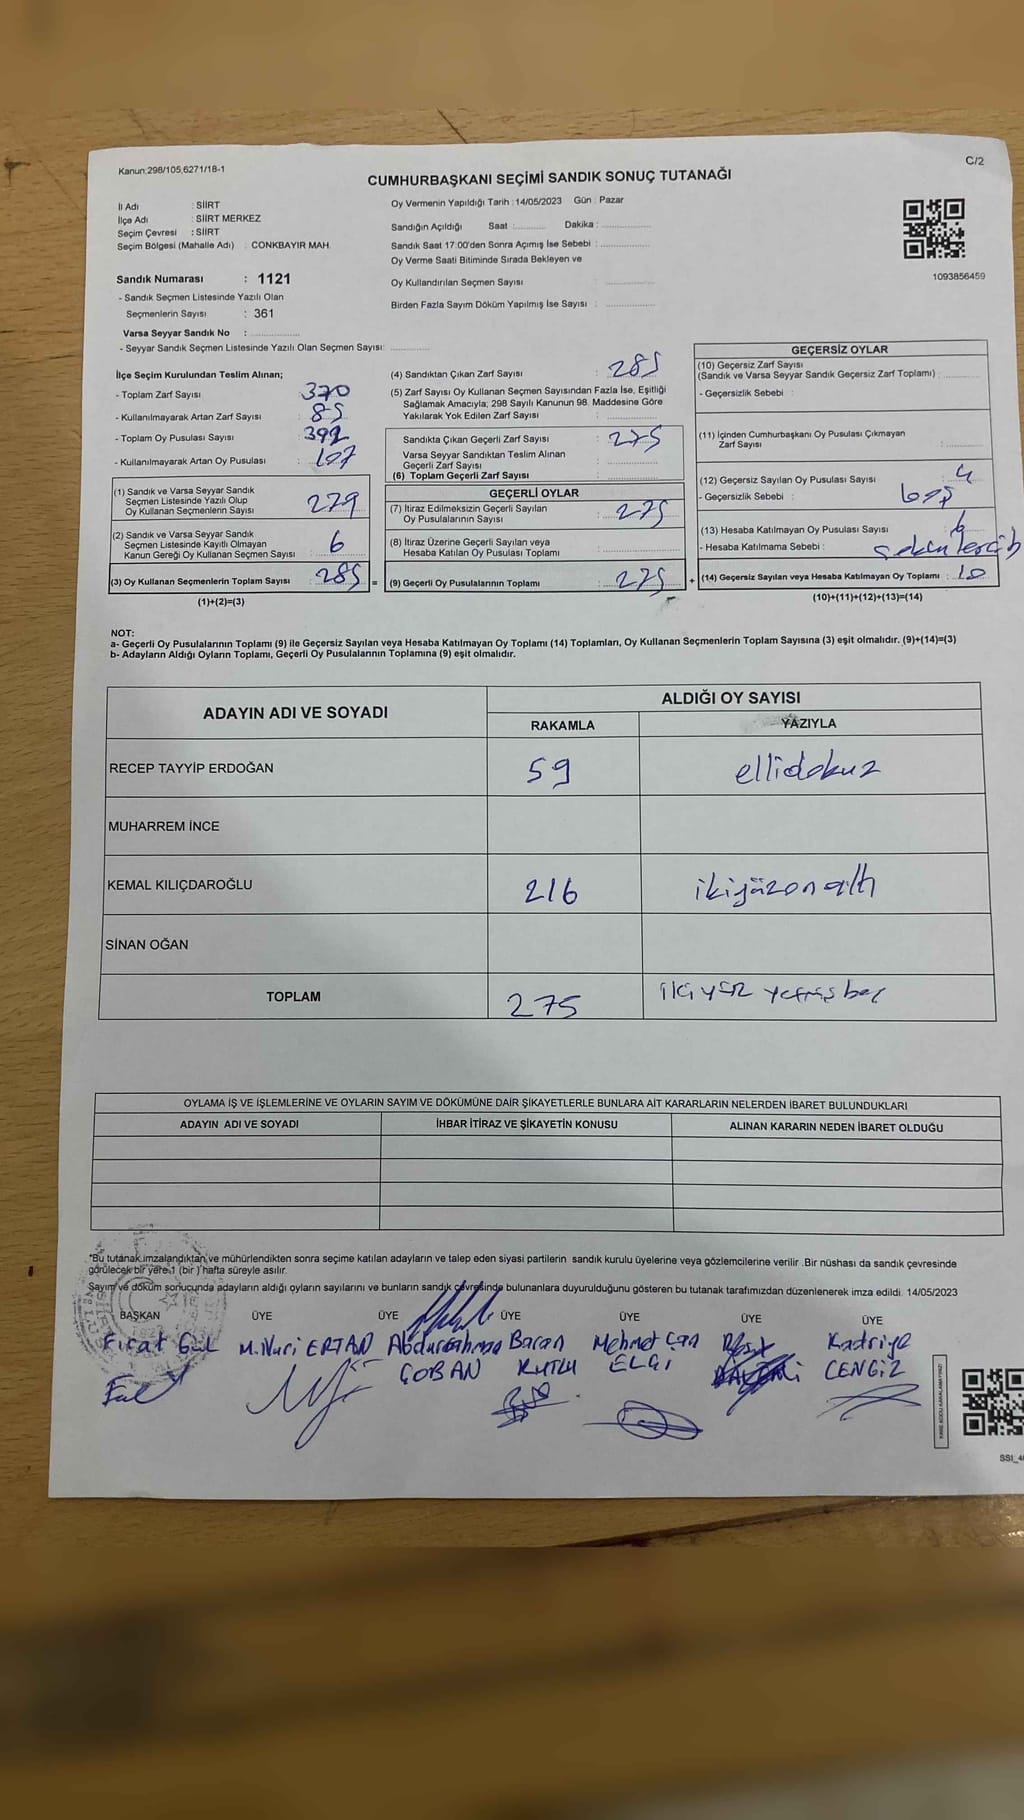 Kanun:298/105,6271/18-1
C/2
CUMHURBAŞKANI SEÇİMİ SANDIK SONUÇ TUTANAĞI
İl Adı : SİİRT
İlçe Adı : SİİRT MERKEZ
Seçim Çevresi : SİİRT
Seçim Bölgesi (Mahalle Adı) : CONKBAYIR MAH.
Sandık Numarası : 1121
- Sandık Seçmen Listesinde Yazılı Olan
Seçmenlerin Sayısı : 361
Varsa Seyyar Sandık No : ............
- Seyyar Sandık Seçmen Listesinde Yazılı Olan Seçmen Sayısı: ............
Oy Vermenin Yapıldığı Tarih : 14/05/2023 Gün : Pazar
Sandığın Açıldığı Saat :............ Dakika : ............
Sandık Saat 17:00'den Sonra Açımış İse Sebebi : ............
Oy Verme Saati Bitiminde Sırada Bekleyen ve
Oy Kullandırılan Seçmen Sayısı ............
Birden Fazla Sayım Döküm Yapılmış İse Sayısı : ............
1093856459
İlçe Seçim Kurulundan Teslim Alınan;
- Toplam Zarf Sayısı : 370
- Kullanılmayarak Artan Zarf Sayısı : 85
- Toplam Oy Pusulası Sayısı : 392
- Kullanılmayarak Artan Oy Pusulası : 107
(1) Sandık ve Varsa Seyyar Sandık
Seçmen Listesinde Yazılı Olup
Oy Kullanan Seçmenlerin Sayısı : 279
(2) Sandık ve Varsa Seyyar Sandık
Seçmen Listesinde Kayıtlı Olmayan
Kanun Gereği Oy Kullanan Seçmen Sayısı : 6
(3) Oy Kullanan Seçmenlerin Toplam Sayısı : 285 =
(1)+(2)=(3)
(4) Sandıktan Çıkan Zarf Sayısı : 285
(5) Zarf Sayısı Oy Kullanan Seçmen Sayısından Fazla İse, Eşitliği
Sağlamak Amacıyla; 298 Sayılı Kanunun 98. Maddesine Göre
Yakılarak Yok Edilen Zarf Sayısı : ............
Sandıkta Çıkan Geçerli Zarf Sayısı : 275
Varsa Seyyar Sandıktan Teslim Alınan
Geçerli Zarf Sayısı : ............
(6) Toplam Geçerli Zarf Sayısı : ............
GEÇERLİ OYLAR
(7) İtiraz Edilmeksizin Geçerli Sayılan
Oy Pusulalarının Sayısı : 275
(8) İtiraz Üzerine Geçerli Sayılan veya
Hesaba Katılan Oy Pusulası Toplamı : ............
(9) Geçerli Oy Pusulalarının Toplamı : 275 +
GEÇERSİZ OYLAR
(10) Geçersiz Zarf Sayısı
(Sandık ve Varsa Seyyar Sandık Geçersiz Zarf Toplamı) : ............
- Geçersizlik Sebebi :
(11) İçinden Cumhurbaşkanı Oy Pusulası Çıkmayan
Zarf Sayısı : ............
(12) Geçersiz Sayılan Oy Pusulası Sayısı : 4
- Geçersizlik Sebebi : boş
(13) Hesaba Katılmayan Oy Pusulası Sayısı : 6
- Hesaba Katılmama Sebebi :
(14) Geçersiz Sayılan veya Hesaba Katılmayan Oy Toplamı : 10
(10)+(11)+(12)+(13)=(14)
NOT:
a- Geçerli Oy Pusulalarının Toplamı (9) ile Geçersiz Sayılan veya Hesaba Katılmayan Oy Toplamı (14) Toplamları, Oy Kullanan Seçmenlerin Toplam Sayısına (3) eşit olmalıdır. (9)+(14)=(3)
b- Adayların Aldığı Oyların Toplamı, Geçerli Oy Pusulalarının Toplamına (9) eşit olmalıdır.
ADAYIN ADI VE SOYADI
ALDIĞI OY SAYISI
RAKAMLA YAZIYLA
RECEP TAYYİP ERDOĞAN 59 ellidokuz
MUHARREM İNCE
KEMAL KILIÇDAROĞLU 216 ikiyüzonaltı
SİNAN OĞAN
TOPLAM 275 ikiyüz yetmiş beş
OYLAMA İŞ VE İŞLEMLERİNE VE OYLARIN SAYIM VE DÖKÜMÜNE DAİR ŞİKAYETLERLE BUNLARA AİT KARARLARIN NELERDEN İBARET BULUNDUKLARI
ADAYIN ADI VE SOYADI İHBAR İTİRAZ VE ŞİKAYETİN KONUSU ALINAN KARARIN NEDEN İBARET OLDUĞU
*Bu tutanak imzalandıktan ve mühürlendikten sonra seçime katılan adayların ve talep eden siyasi partilerin sandık kurulu üyelerine veya gözlemcilerine verilir .Bir nüshası da sandık çevresinde
görülecek bir yere 1 (bir ) hafta süreyle asılır.
Sayım ve döküm sonucunda adayların aldığı oyların sayılarını ve bunların sandık çevresinde bulunanlara duyurulduğunu gösteren bu tutanak tarafımızdan düzenlenerek imza edildi. 14/05/2023
BAŞKAN ÜYE ÜYE ÜYE ÜYE ÜYE ÜYE
Fırat Gül M.Nuri ERTAN Abdurrahman Baran Mehmet Can Kadriye
ÇOBAN KUTLU ELÇİ CENGİZ